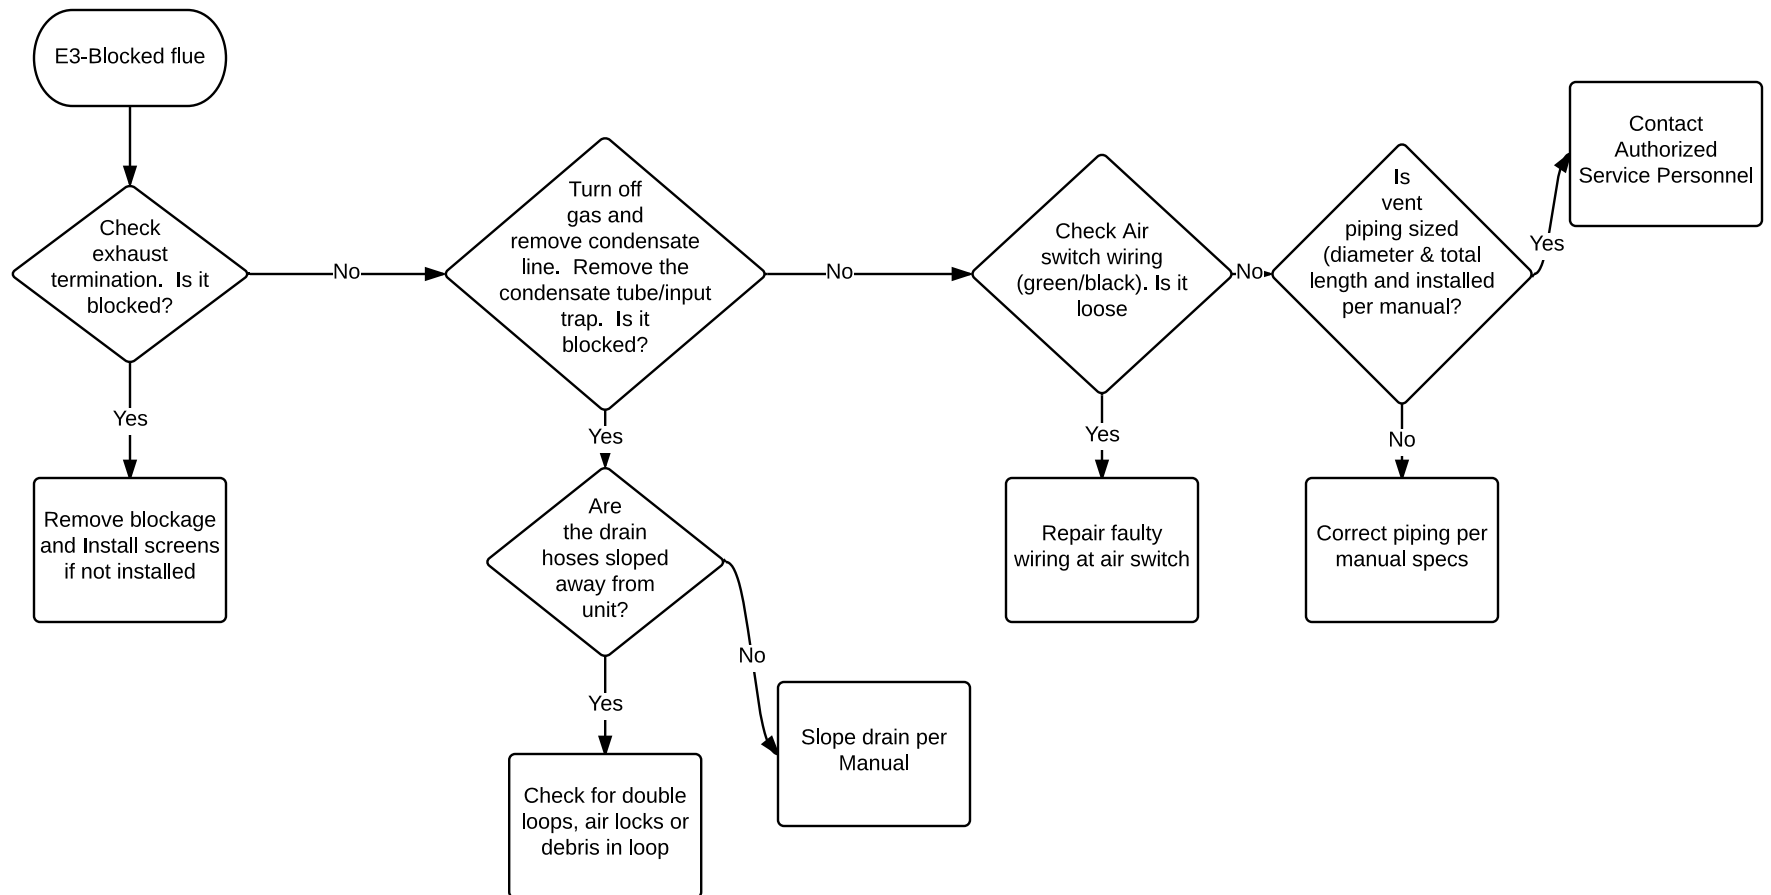 E3-Blocked flue
Check
exhaust
termination.  Is it
blocked?
No
Yes
Remove blockage
and Install screens
if not installed
Turn off
gas and
remove condensate
line.  Remove the
condensate tube/input
trap.  Is it
blocked?
No
Yes
Are
the drain
hoses sloped
away from
unit?
No
Slope drain per
Manual
Yes
Check for double
loops, air locks or
debris in loop
Check Air
switch wiring
(green/black). Is it
loose
No
Yes
Repair faulty
wiring at air switch
Is
vent
piping sized
(diameter & total
length and installed
per manual?
Yes
Contact
Authorized
Service Personnel
No
Correct piping per
manual specs